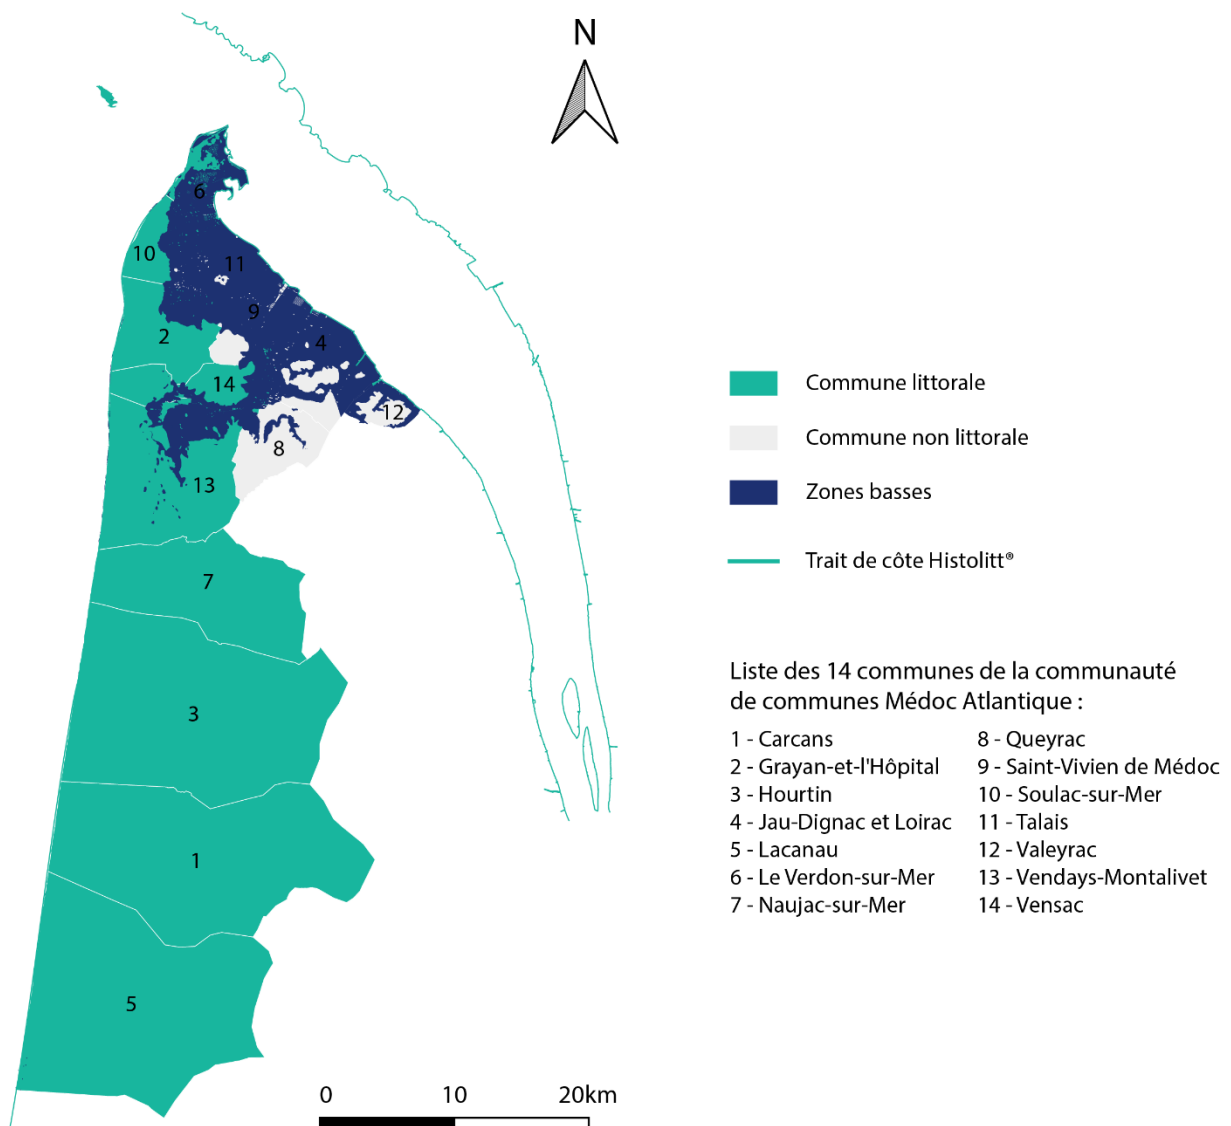 N
6
10
11
9
2
4
14
12
8
13
7
3
1
5
0 10 20km
Commune littorale
Commune non littorale
Zones basses
Trait de côte Histolitt®
Liste des 14 communes de la communauté
de communes Médoc Atlantique :
1 - Carcans
2 - Grayan-et-l'Hôpital
3 - Hourtin
4 - Jau-Dignac et Loirac
5 - Lacanau
6 - Le Verdon-sur-Mer
7 - Naujac-sur-Mer
8 - Queyrac
9 - Saint-Vivien de Médoc
10 - Soulac-sur-Mer
11 - Talais
12 - Valeyrac
13 - Vendays-Montalivet
14 - Vensac